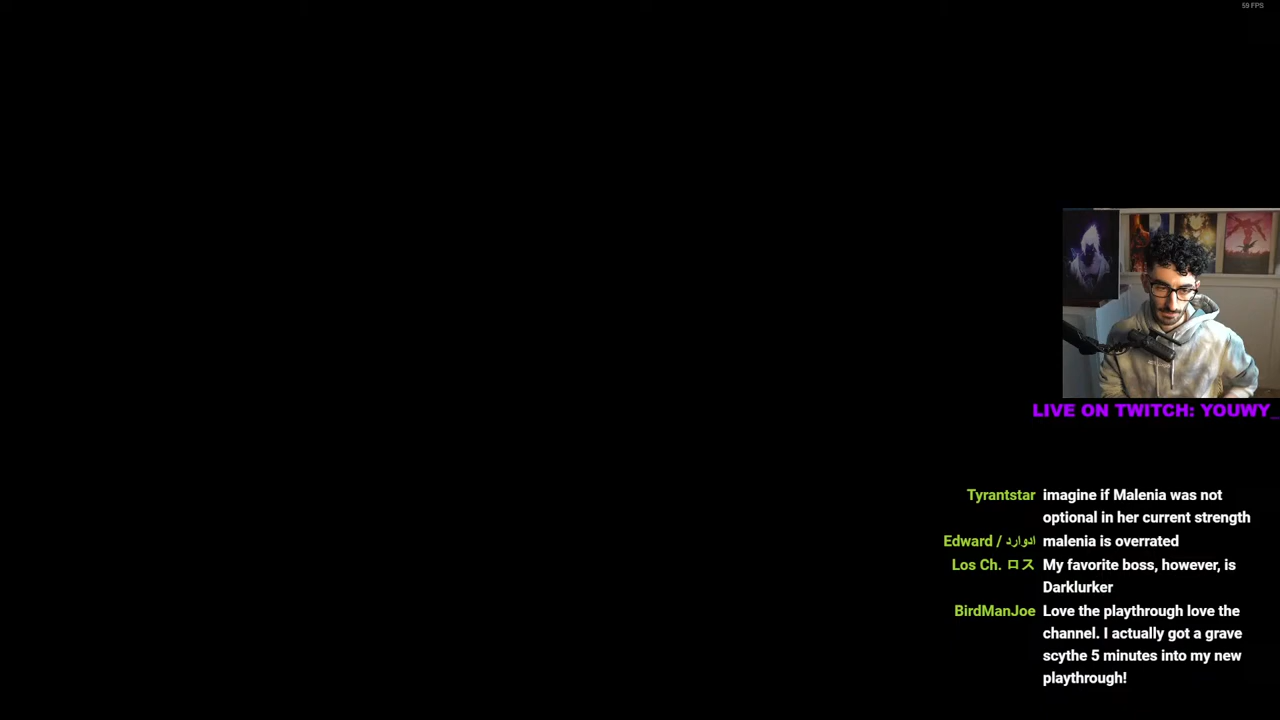 59 FPS
LIVE ON TWITCH: YOUWY_
Tyrantstar imagine if Malenia was not
optional in her current strength
Edward / ادوارد malenia is overrated
Los Ch. ロス My favorite boss, however, is
Darklurker
BirdManJoe Love the playthrough love the
channel. I actually got a grave
scythe 5 minutes into my new
playthrough!